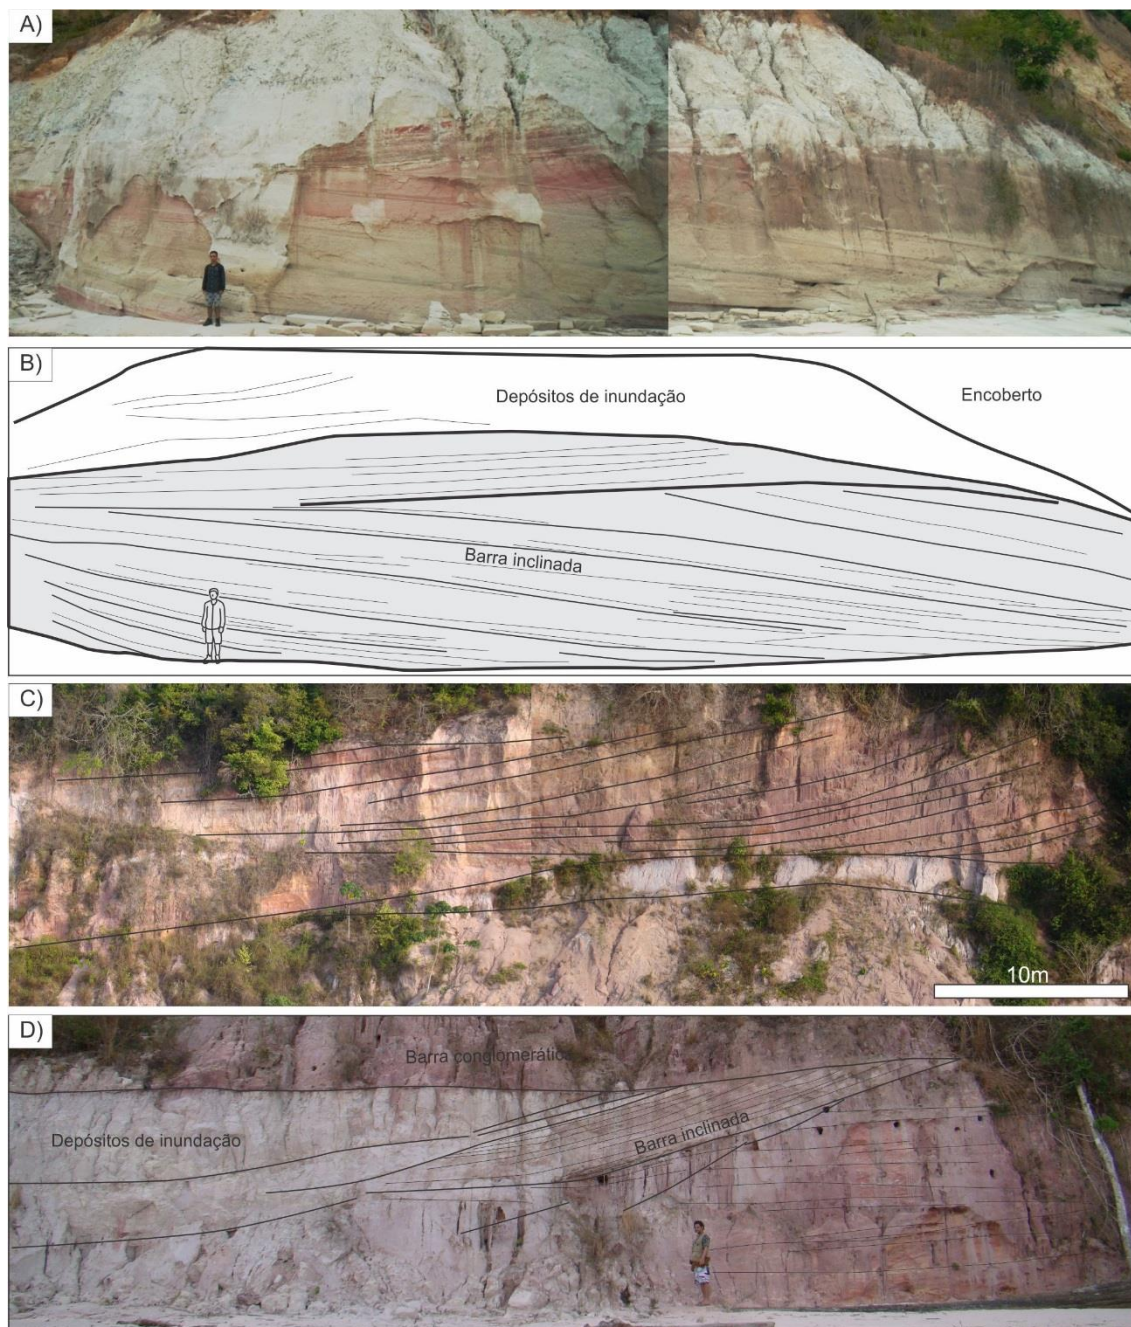 A)
B)
Depósitos de inundação
Encoberto
Barra inclinada
C)
10m
D)
Barra conglomerática
Depósitos de inundação
Barra inclinada